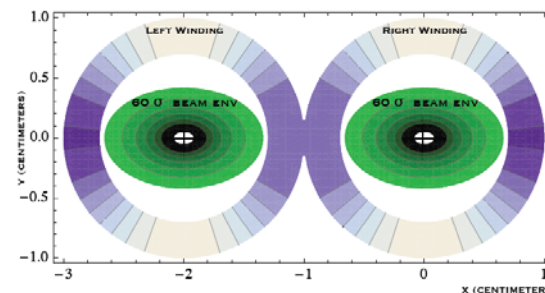 LEFT WINDING RIGHT WINDING
60 σ BEAM ENV 60 σ BEAM ENV
Y (CENTIMETERS)
1.0
0.5
0.0
−0.5
−1.0
−3 −2 −1 0 1
X (CENTIMETER